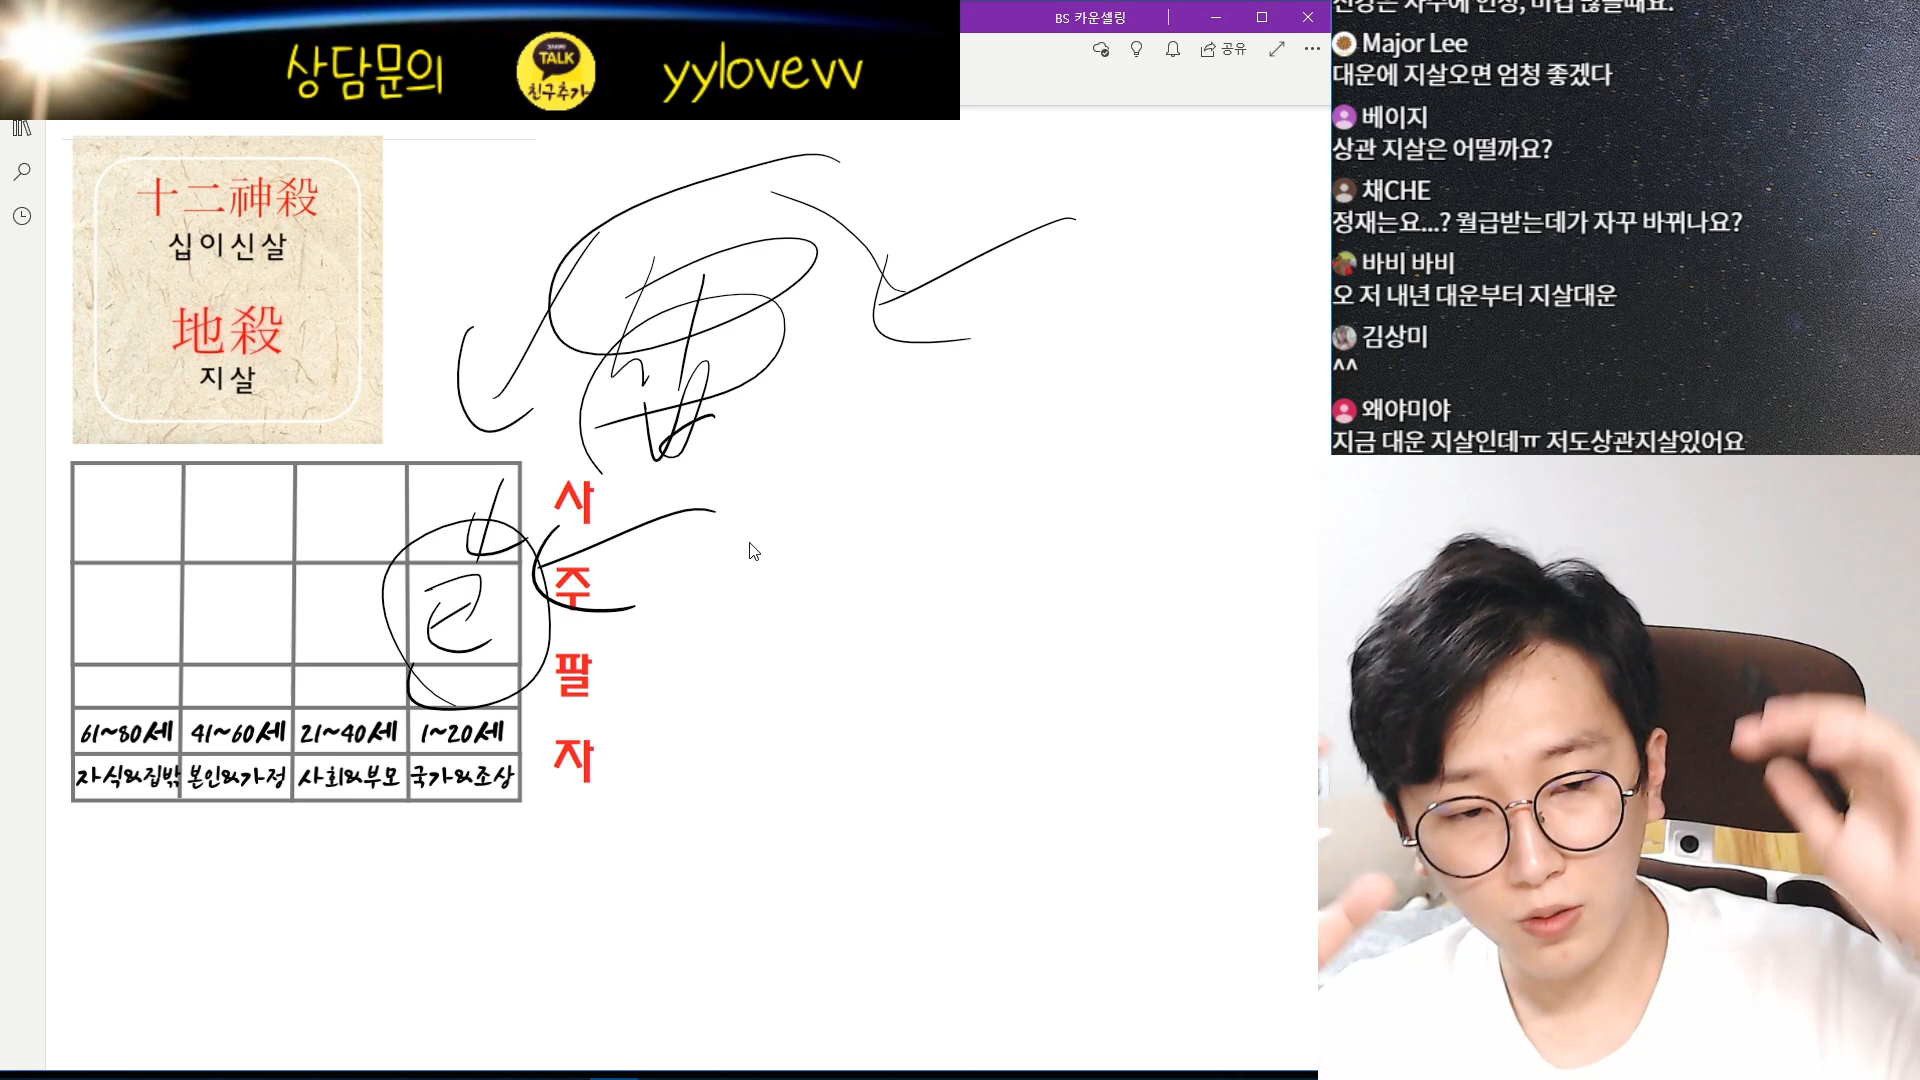 상담문의
TALK
친구추가
yylovevv
BS 카운셀링
공유
十二神殺
십이신살
地殺
지살
사
주
팔
자
61~80세 41~60세 21~40세 1~20세
자식&집밖 본인&가정 사회&부모 국가&조상
Major Lee
대운에 지살오면 엄청 좋겠다
베이지
상관 지살은 어떨까요?
채CHE
정재는요...? 월급받는데가 자꾸 바뀌나요?
바비 바비
오 저 내년 대운부터 지살대운
김상미
^^
왜야미야
지금 대운 지살인데ㅠ 저도상관지살있어요